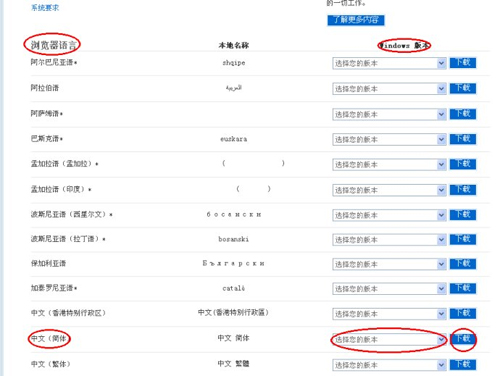 的一切工作。
系统要求
了解更多内容
浏览器语言 本地名称 Windows 版本
阿尔巴尼亚语* shqipe 选择您的版本 下载
阿拉伯语 العربية 选择您的版本 下载
阿萨姆语* 选择您的版本 下载
巴斯克语* euskara 选择您的版本 下载
孟加拉语（孟加拉）* ( ) 选择您的版本 下载
孟加拉语（印度）* ( ) 选择您的版本 下载
波斯尼亚语（西里尔文）* босански 选择您的版本 下载
波斯尼亚语（拉丁语）* bosanski 选择您的版本 下载
保加利亚语 Български 选择您的版本 下载
加泰罗尼亚语* català 选择您的版本 下载
中文（香港特别行政区） 中文(香港特別行政區) 选择您的版本 下载
中文（简体） 中文 简体 选择您的版本 下载
中文（繁体） 中文 繁體 选择您的版本 下载